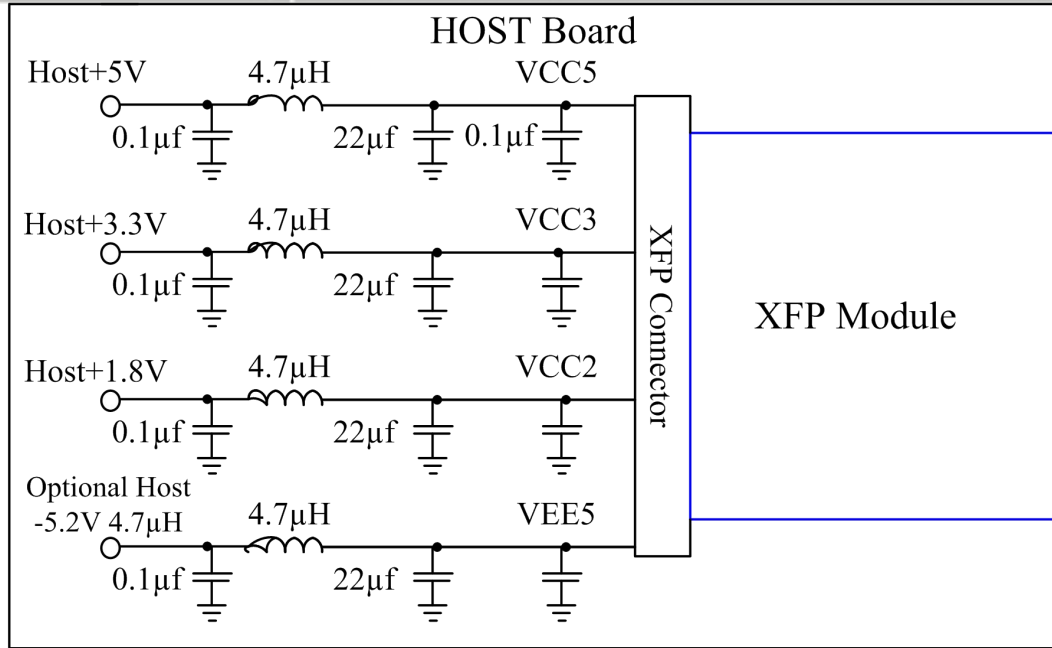 HOST Board
Host+5V
4.7µH
VCC5
0.1µf
22µf
0.1µf
Host+3.3V
4.7µH
VCC3
0.1µf
22µf
XFP Connector
XFP Module
Host+1.8V
4.7µH
VCC2
0.1µf
22µf
Optional Host
-5.2V 4.7µH
4.7µH
VEE5
0.1µf
22µf